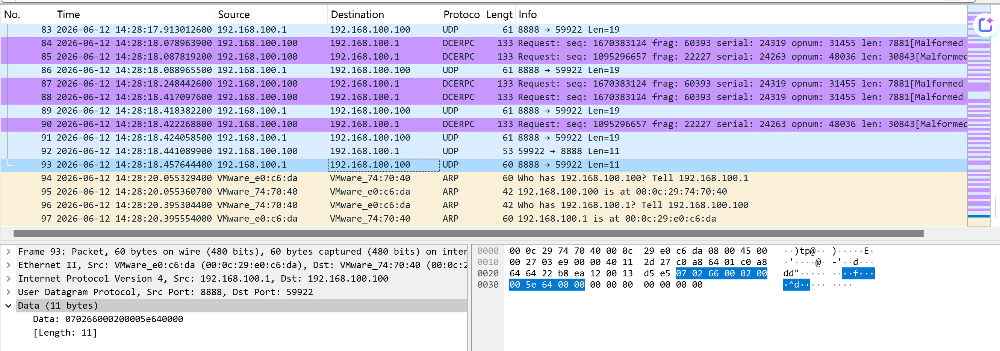 No. Time Source Destination Protoco Lengt Info
83 2026-06-12 14:28:17.913012600 192.168.100.1 192.168.100.100 UDP 61 8888 → 59922 Len=19
84 2026-06-12 14:28:18.078963900 192.168.100.100 192.168.100.1 DCERPC 133 Request: seq: 1670383124 frag: 60393 serial: 24319 opnum: 31455 len: 7881[Malformed
85 2026-06-12 14:28:18.087819200 192.168.100.100 192.168.100.1 DCERPC 133 Request: seq: 1095296657 frag: 22227 serial: 24263 opnum: 48036 len: 30843[Malformed
86 2026-06-12 14:28:18.088965500 192.168.100.1 192.168.100.100 UDP 61 8888 → 59922 Len=19
87 2026-06-12 14:28:18.248442600 192.168.100.100 192.168.100.1 DCERPC 133 Request: seq: 1670383124 frag: 60393 serial: 24319 opnum: 31455 len: 7881[Malformed
88 2026-06-12 14:28:18.417097600 192.168.100.100 192.168.100.1 DCERPC 133 Request: seq: 1670383124 frag: 60393 serial: 24319 opnum: 31455 len: 7881[Malformed
89 2026-06-12 14:28:18.418382200 192.168.100.1 192.168.100.100 UDP 61 8888 → 59922 Len=19
90 2026-06-12 14:28:18.422268800 192.168.100.100 192.168.100.1 DCERPC 133 Request: seq: 1095296657 frag: 22227 serial: 24263 opnum: 48036 len: 30843[Malformed
91 2026-06-12 14:28:18.424058500 192.168.100.1 192.168.100.100 UDP 61 8888 → 59922 Len=19
92 2026-06-12 14:28:18.441089900 192.168.100.100 192.168.100.1 UDP 53 59922 → 8888 Len=11
93 2026-06-12 14:28:18.457644400 192.168.100.1 192.168.100.100 UDP 60 8888 → 59922 Len=11
94 2026-06-12 14:28:20.055329400 VMware_e0:c6:da VMware_74:70:40 ARP 60 Who has 192.168.100.100? Tell 192.168.100.1
95 2026-06-12 14:28:20.055360700 VMware_74:70:40 VMware_e0:c6:da ARP 42 192.168.100.100 is at 00:0c:29:74:70:40
96 2026-06-12 14:28:20.395304400 VMware_74:70:40 VMware_e0:c6:da ARP 42 Who has 192.168.100.1? Tell 192.168.100.100
97 2026-06-12 14:28:20.395554000 VMware_e0:c6:da VMware_74:70:40 ARP 60 192.168.100.1 is at 00:0c:29:e0:c6:da
Frame 93: Packet, 60 bytes on wire (480 bits), 60 bytes captured (480 bits) on inter
Ethernet II, Src: VMware_e0:c6:da (00:0c:29:e0:c6:da), Dst: VMware_74:70:40 (00:0c:2
Internet Protocol Version 4, Src: 192.168.100.1, Dst: 192.168.100.100
User Datagram Protocol, Src Port: 8888, Dst Port: 59922
Data (11 bytes)
Data: 070266000200005e640000
[Length: 11]
0000 00 0c 29 74 70 40 00 0c 29 e0 c6 da 08 00 45 00 ··)tp@·· )·····E·
0010 00 27 03 e9 00 00 40 11 2d 27 c0 a8 64 01 c0 a8 ·'····@· -'··d···
0020 64 64 22 b8 ea 12 00 13 d5 e5 07 02 66 00 02 00 dd"····· ····f···
0030 00 5e 64 00 00 00 00 00 00 00 00 00 ·^d····· ····